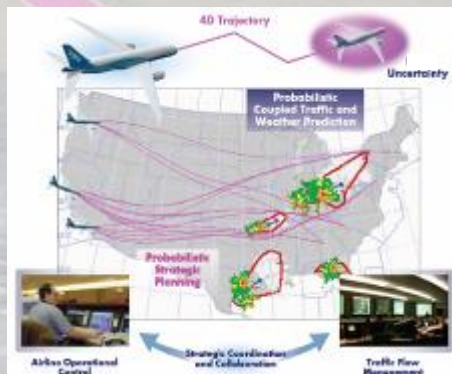 4D Trajectory
Uncertainty
Probabilistic
Coupled Traffic and
Weather Prediction
Probabilistic
Strategic
Planning
Strategic Coordination
and Collaboration
Airline Operational
Control
Traffic Flow
Management